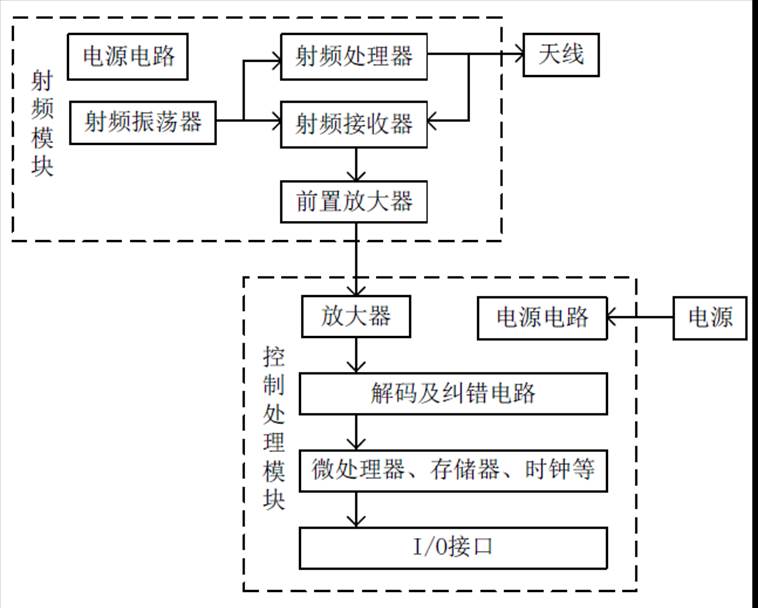 射频模块
电源电路
射频处理器
天线
射频振荡器
射频接收器
前置放大器
控制处理模块
放大器
电源电路
电源
解码及纠错电路
微处理器、存储器、时钟等
I/O接口